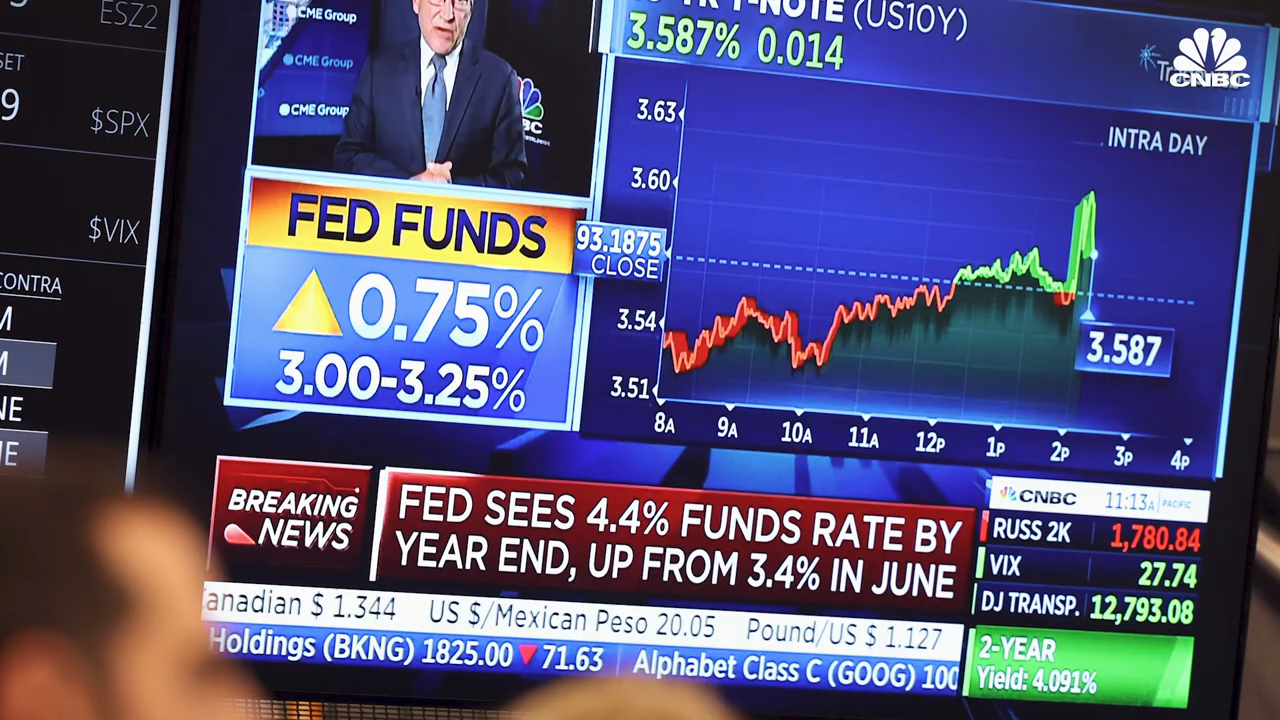 ESZ2
SET
9
$SPX
$VIX
CONTRA
M
M
NE
IE
CME Group
CME Group
CME Group
T-NOTE (US10Y)
3.587% 0.014
CNBC
INTRA DAY
3.63
3.60
93.1875
CLOSE
3.54
3.51
3.587
8A 9A 10A 11A 12P 1P 2P 3P 4P
FED FUNDS
0.75%
3.00-3.25%
BREAKING
NEWS
FED SEES 4.4% FUNDS RATE BY
YEAR END, UP FROM 3.4% IN JUNE
CNBC 11:13A PACIFIC
RUSS 2K 1,780.84
VIX 27.74
DJ TRANSP. 12,793.08
2-YEAR
Yield: 4.091%
anadian $ 1.344 US $/Mexican Peso 20.05 Pound/US $ 1.127
Holdings (BKNG) 1825.00 ▼ 71.63 Alphabet Class C (GOOG) 100